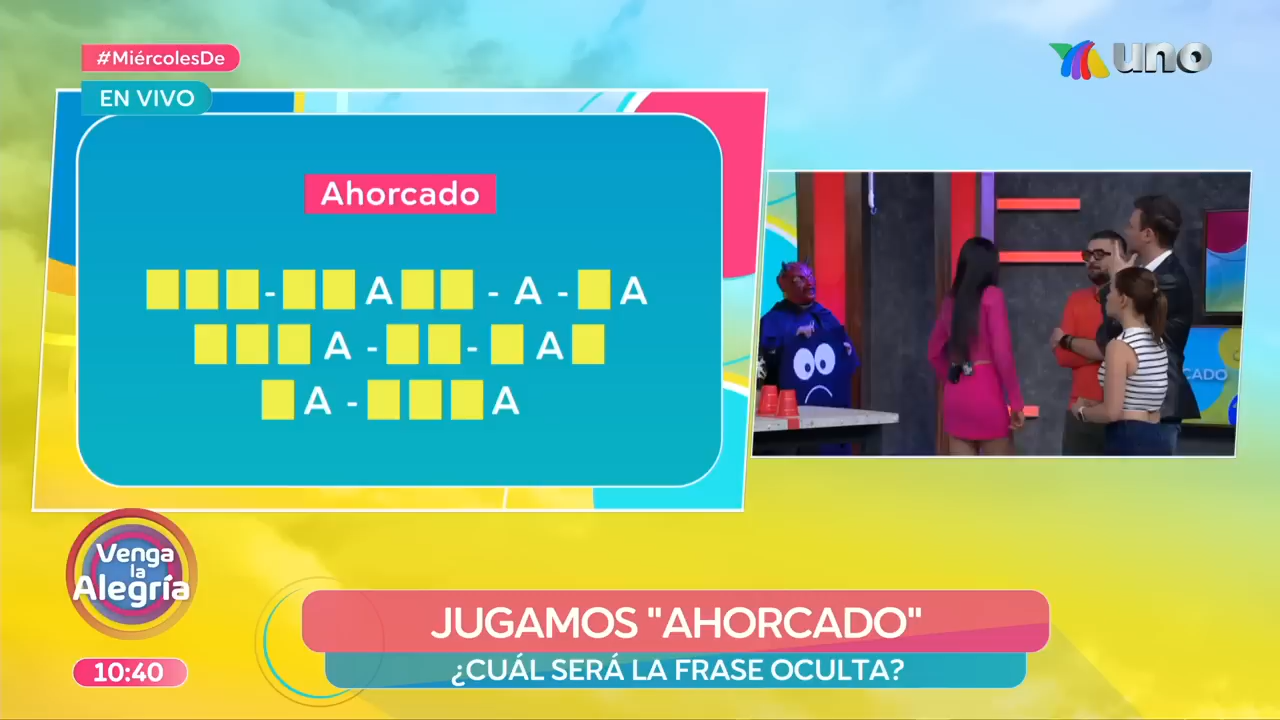 #MiércolesDe
EN VIVO
uno
Ahorcado
- A - A - A
A - - A
A - A
CADO
Venga
la
Alegría
JUGAMOS "AHORCADO"
¿CUÁL SERÁ LA FRASE OCULTA?
10:40